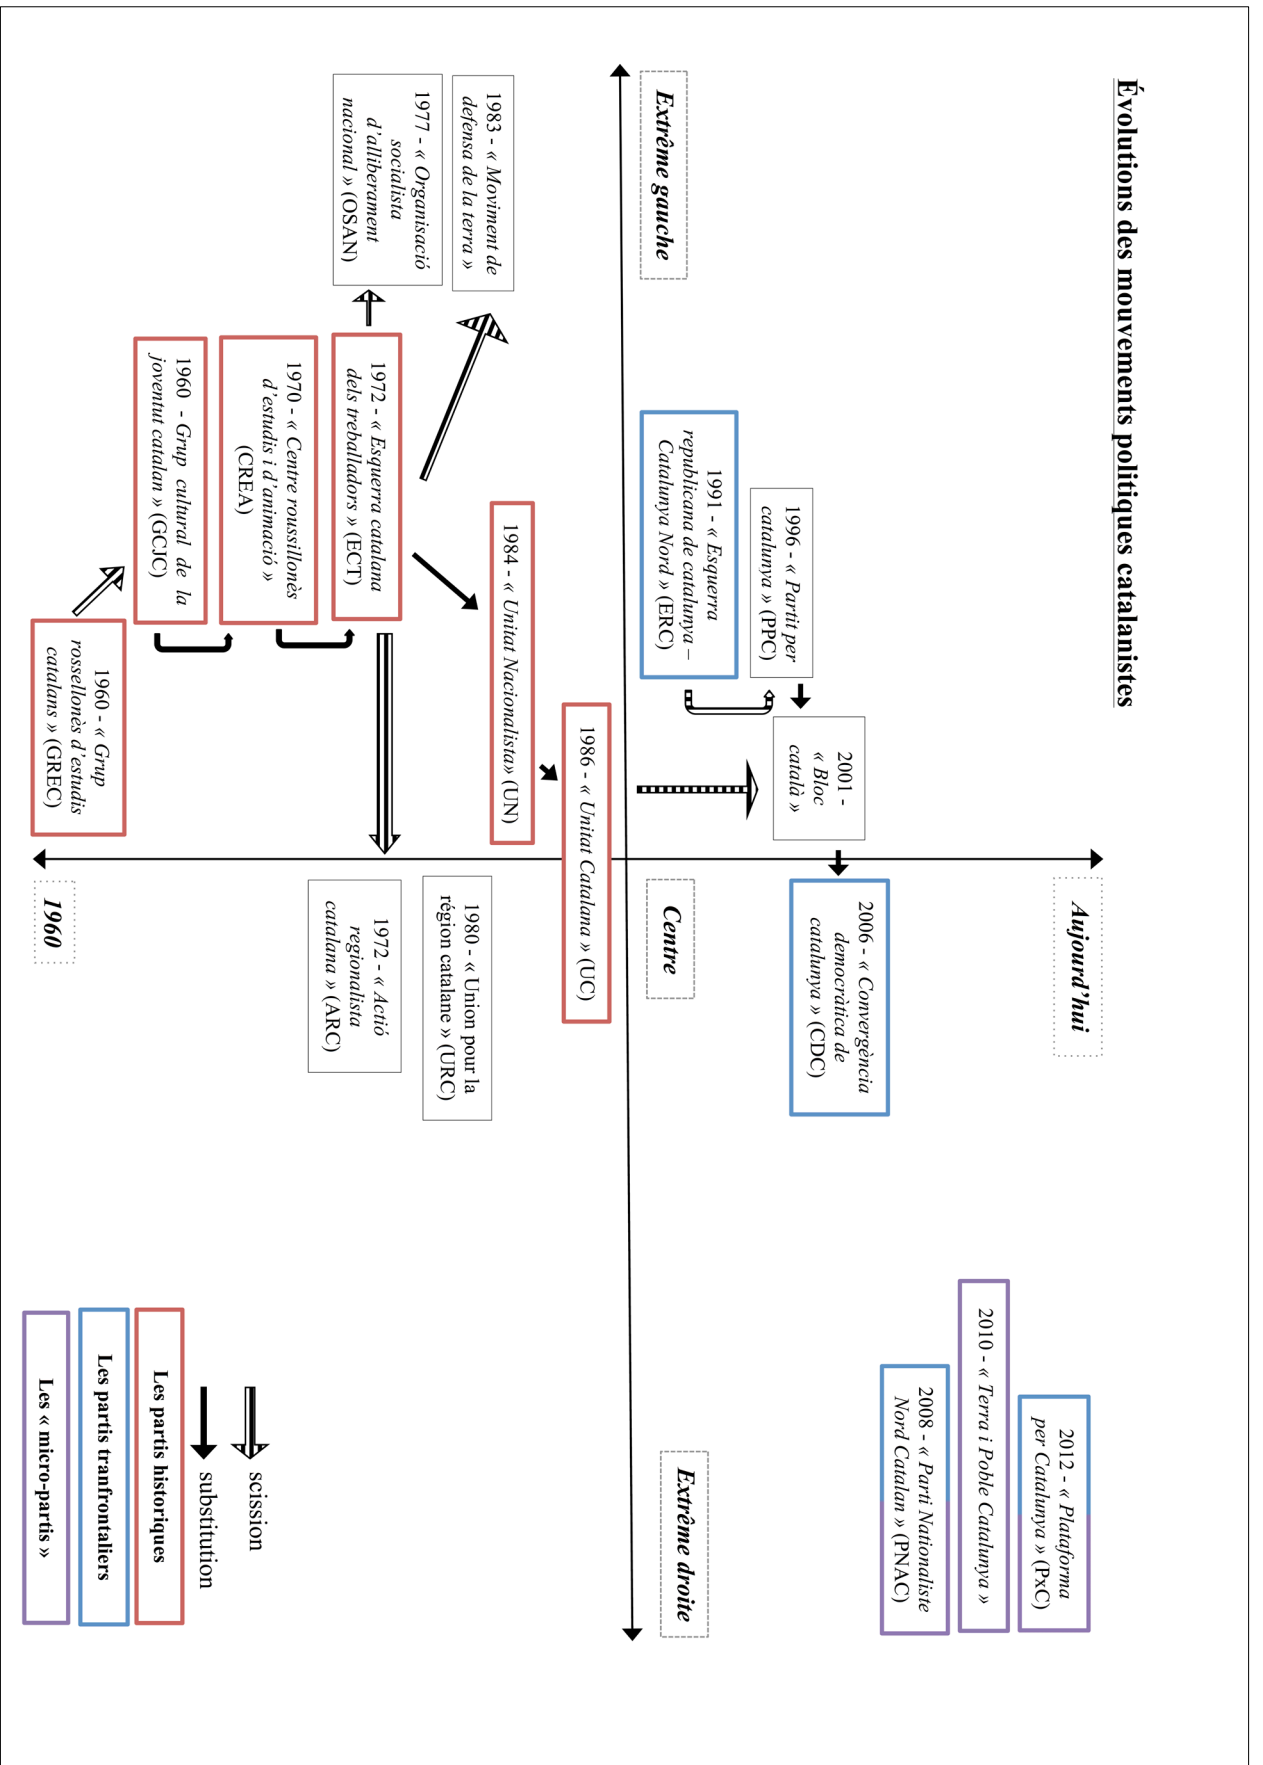 Évolutions des mouvements politiques catalanistes
Aujourd'hui
2012 - « Plataforma
per Catalunya » (PxC)
2010 - « Terra i Poble Catalunya »
2008 - « Parti Nationaliste
Nord Catalan » (PNAC)
2006 - « Convergència
democràtica de
catalunya » (CDC)
2001 -
« Bloc
català »
1996 - « Partit per
catalunya » (PPC)
1991 - « Esquerra
republicana de catalunya –
Catalunya Nord » (ERC)
Extrême gauche
Centre
Extrême droite
1986 - « Unitat Catalana » (UC)
1984 - « Unitat Nacionalista» (UN)
1983 - « Moviment de
defensa de la terra »
1980 - « Union pour la
région catalane » (URC)
1977 - « Organisació
socialista
d'alliberament
nacional » (OSAN)
1972 - « Esquerra catalana
dels treballadors » (ECT)
1972 - « Actió
regionalista
catalana » (ARC)
1970 - « Centre roussillonès
d'estudis i d'animació »
(CREA)
1960 - Grup cultural de la
joventut catalan » (GCJC)
1960 - « Grup
rossellonès d'estudis
catalans » (GREC)
1960
scission
substitution
Les partis historiques
Les partis tranfrontaliers
Les « micro-partis »